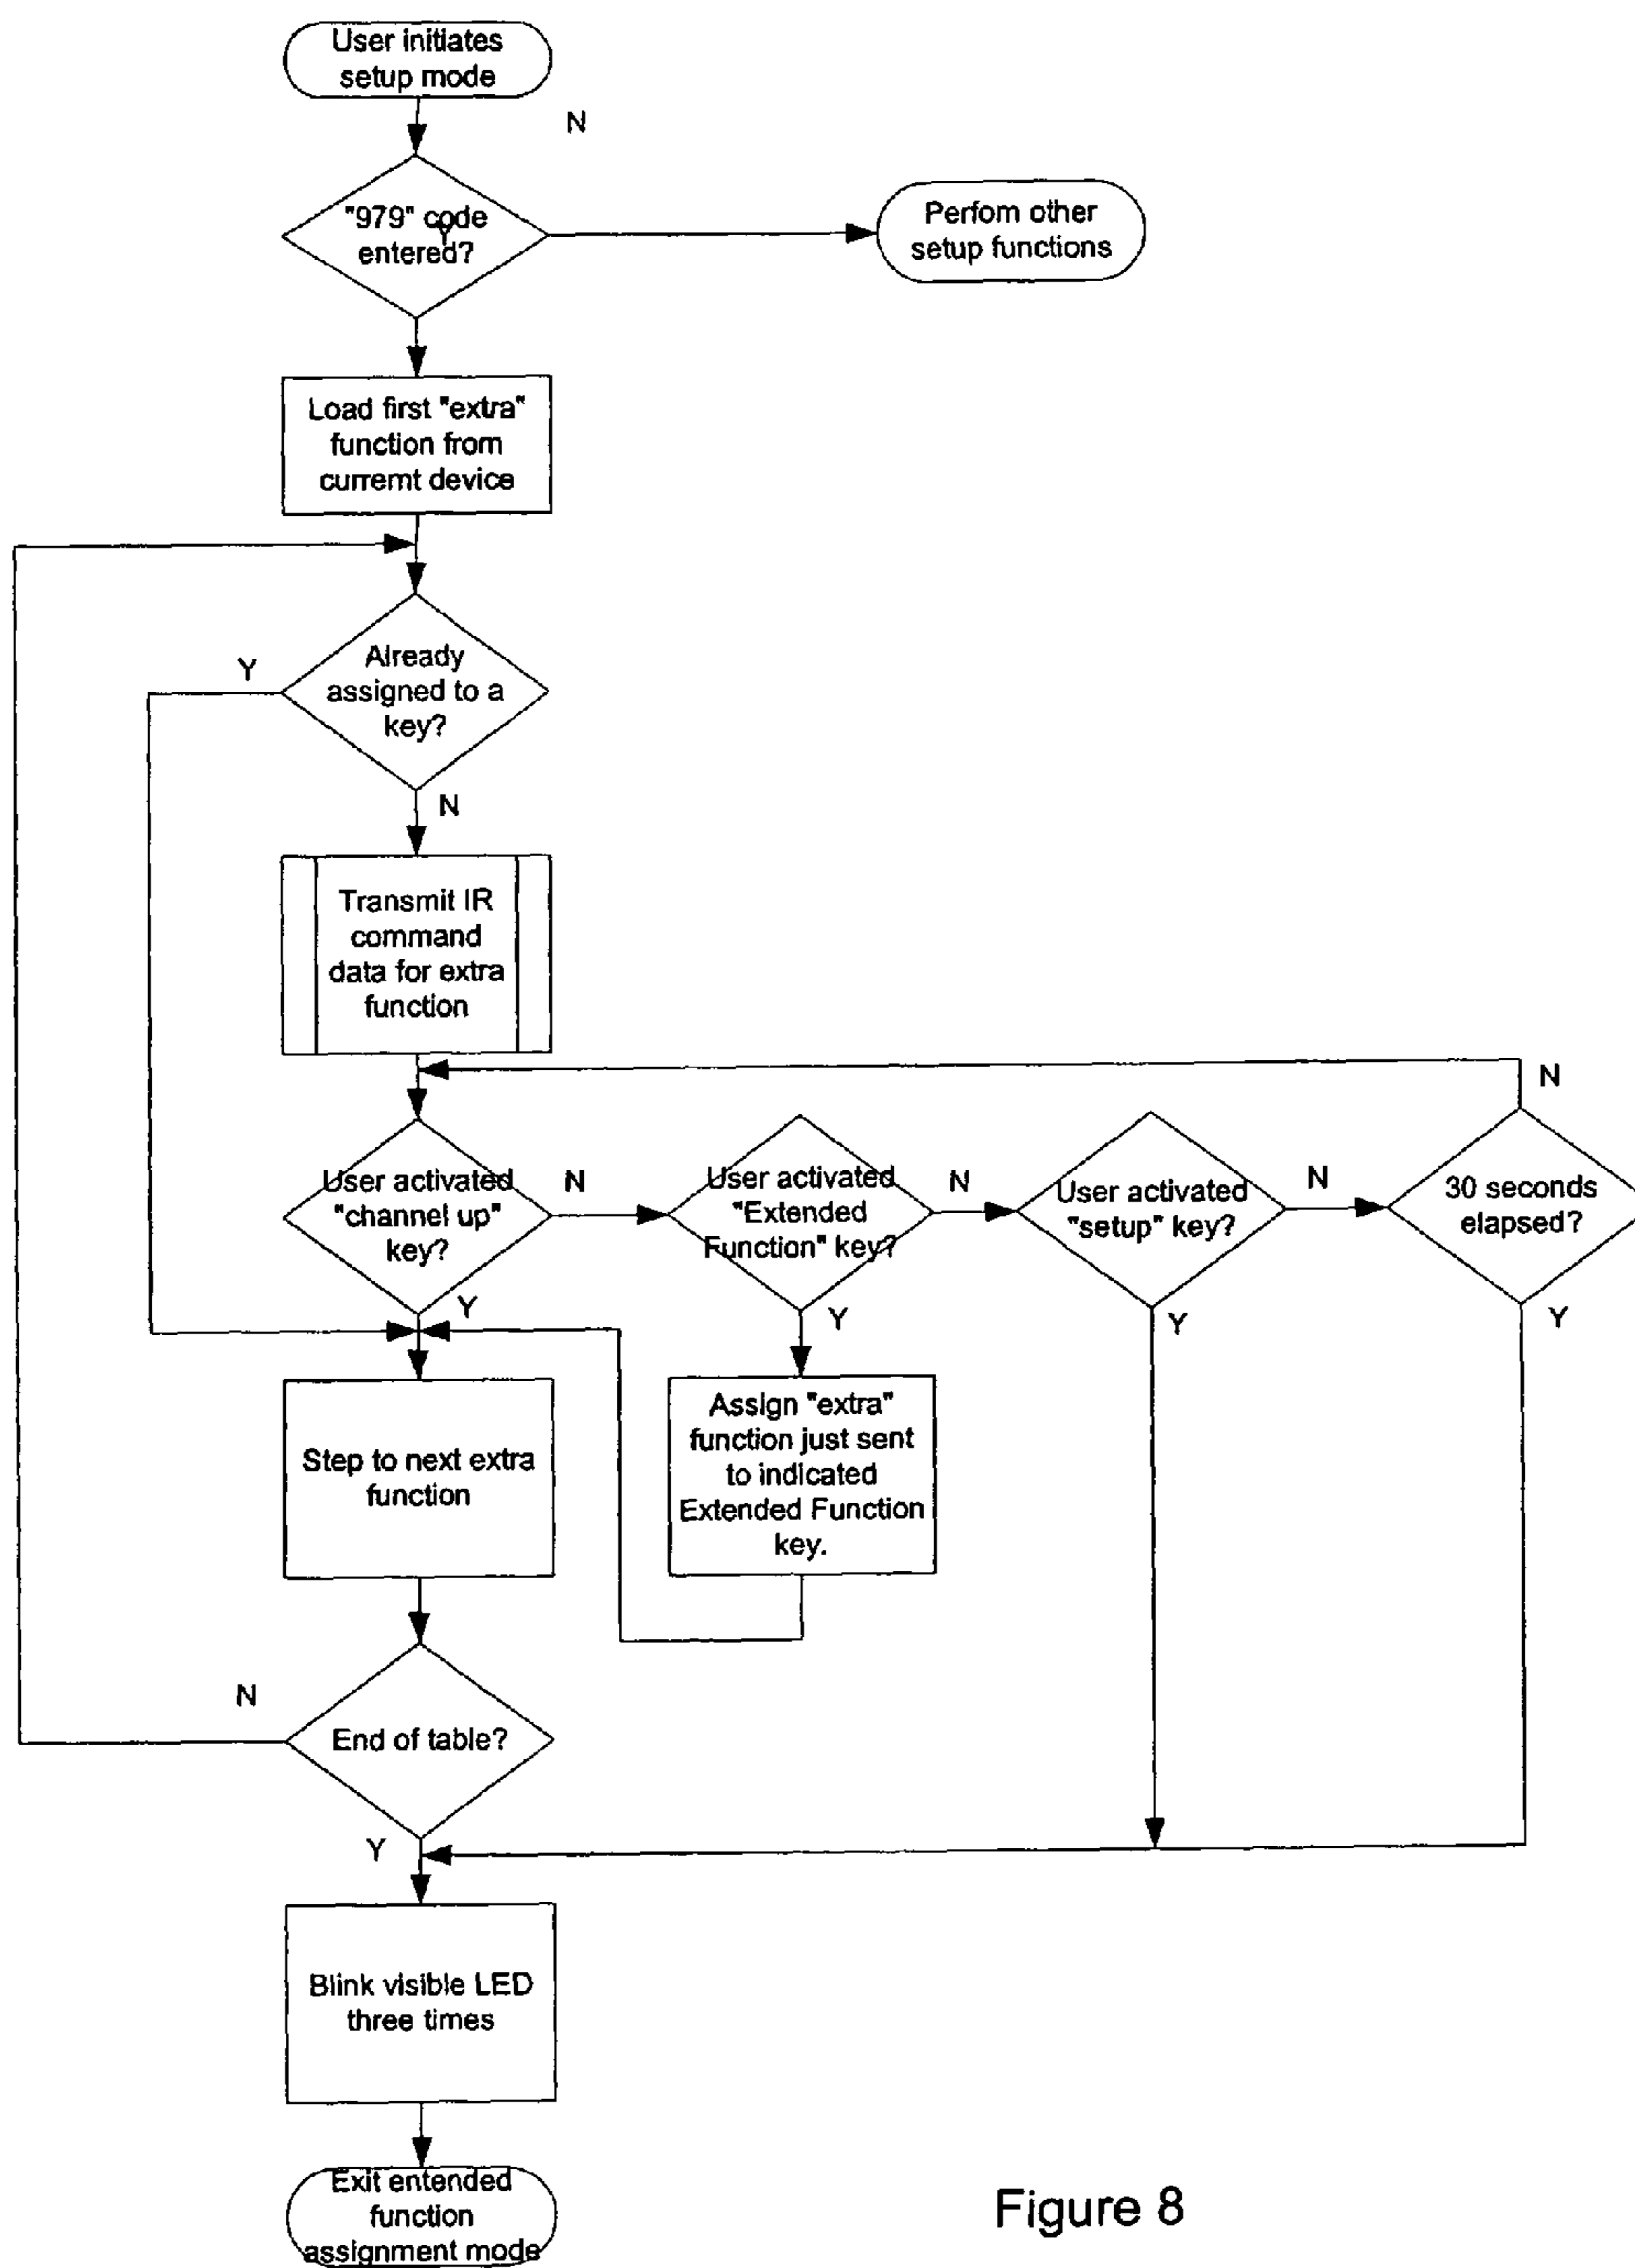 User initiates
setup mode
N
"979" code
Y
entered?
Perfom other
setup functions
Load first "extra"
function from
curremt device
Already
assigned to a
key?
Y
N
Transmit IR
command
data for extra
function
User activated
"channel up"
key?
N
Y
User activated
"Extended
Function" key?
N
Y
User activated
"setup" key?
N
Y
30 seconds
elapsed?
N
Y
Step to next extra
function
Assign "extra"
function just sent
to indicated
Extended Function
key.
End of table?
N
Y
Blink visible LED
three times
Exit entended
function
assignment mode
Figure 8